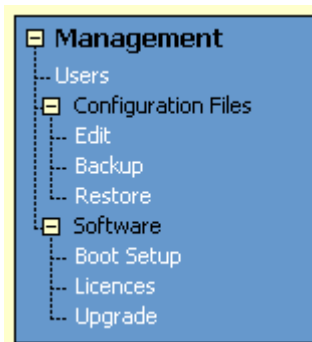 Management
Users
Configuration Files
Edit
Backup
Restore
Software
Boot Setup
Licences
Upgrade